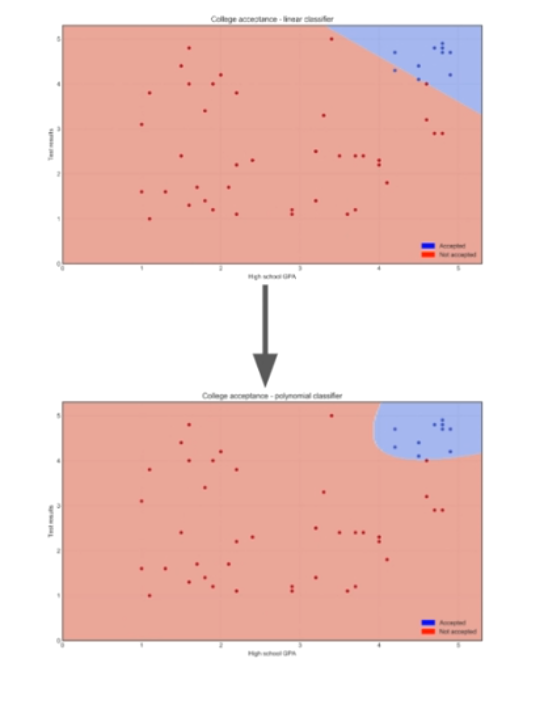 College acceptance - linear classifier
5
4
3
2
1
0
Test results
0 1 2 3 4 5
High school GPA
Accepted
Not accepted
College acceptance - polynomial classifier
5
4
3
2
1
0
Test results
0 1 2 3 4 5
High school GPA
Accepted
Not accepted